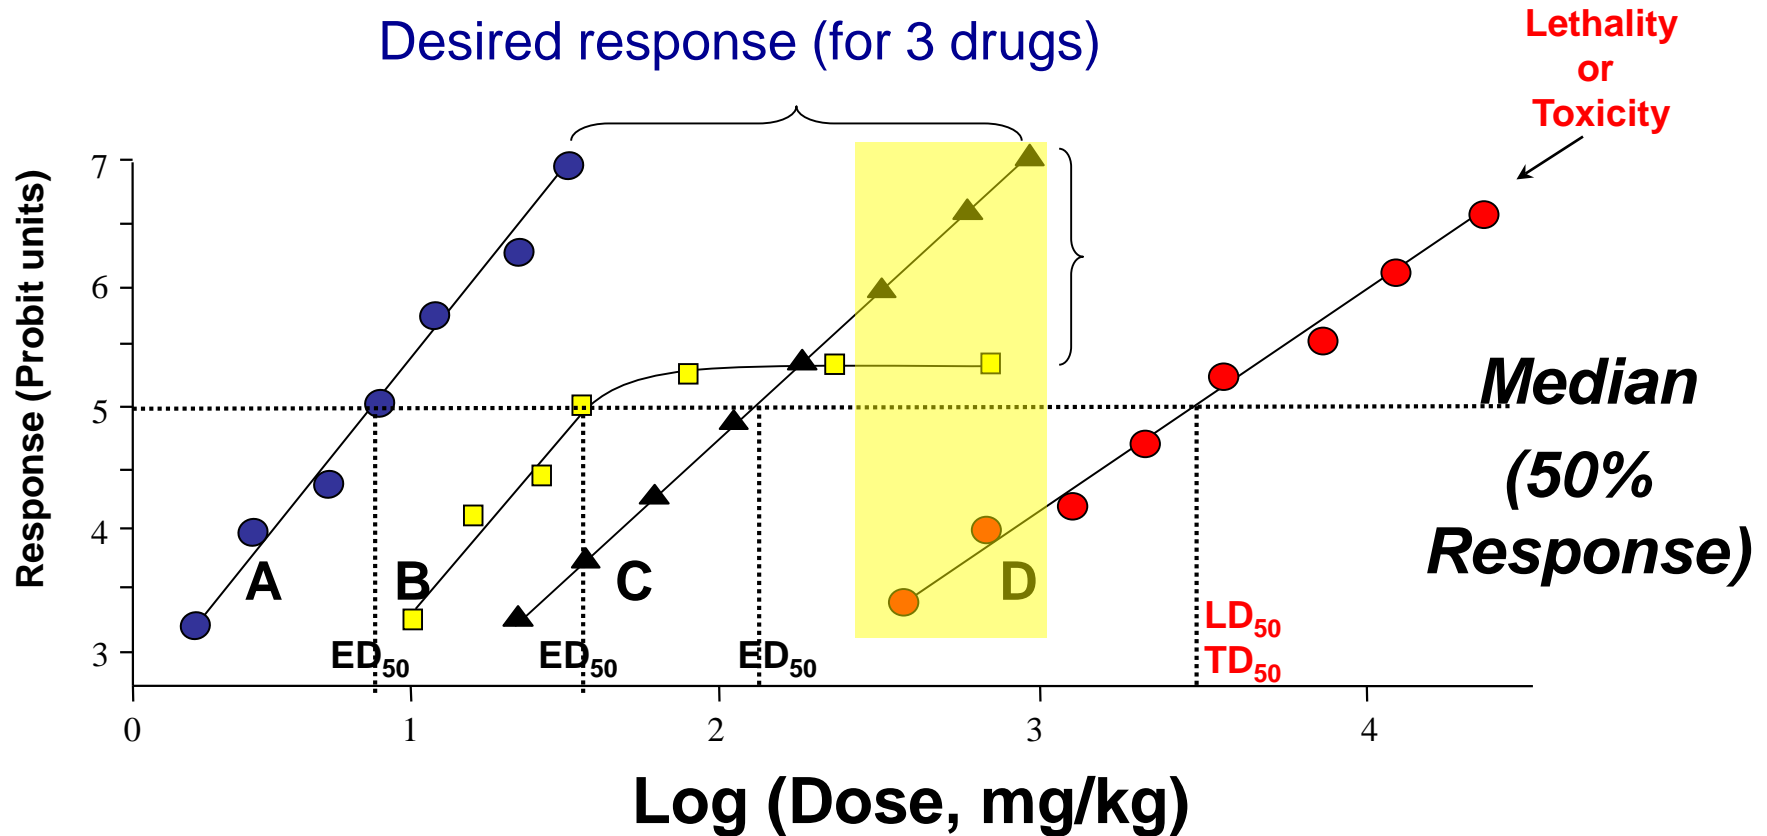 Desired response (for 3 drugs)
Lethality
or
Toxicity
Response (Probit units)
7
6
5
4
3
A
B
C
D
Median
(50%
Response)
ED50
ED50
ED50
LD50
TD50
0
1
2
3
4
Log (Dose, mg/kg)